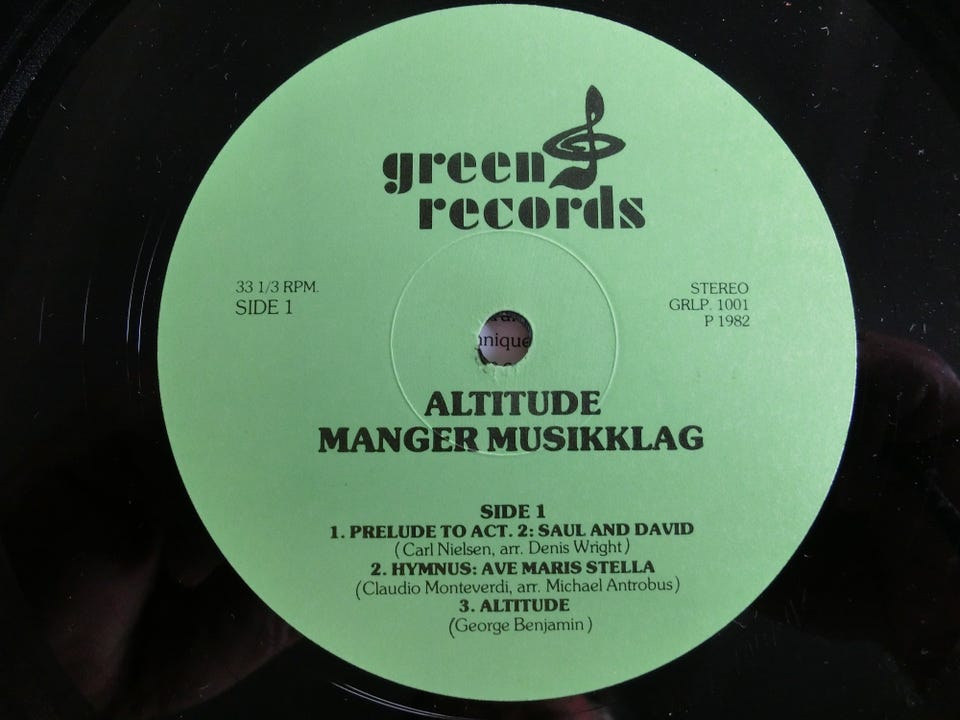 green
records
33 1/3 RPM.
SIDE 1
STEREO
GRLP. 1001
P 1982
nique
ALTITUDE
MANGER MUSIKKLAG
SIDE 1
1. PRELUDE TO ACT. 2: SAUL AND DAVID
(Carl Nielsen, arr. Denis Wright)
2. HYMNUS: AVE MARIS STELLA
(Claudio Monteverdi, arr. Michael Antrobus)
3. ALTITUDE
(George Benjamin)